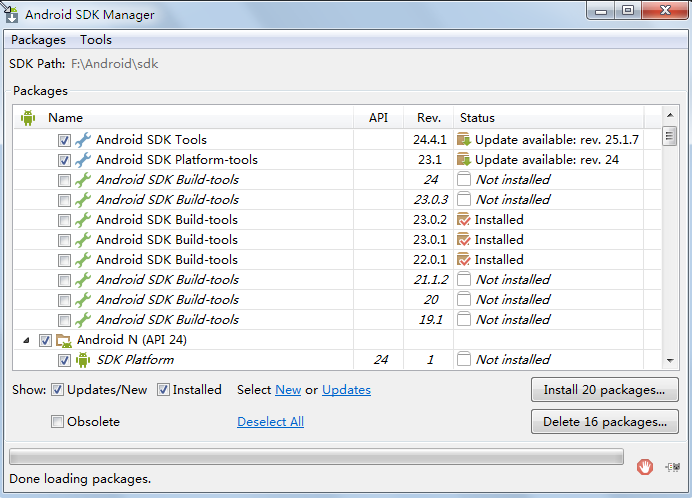 Android SDK Manager
Packages Tools
SDK Path: F:\Android\sdk
Packages
Name API Rev. Status
Android SDK Tools 24.4.1 Update available: rev. 25.1.7
Android SDK Platform-tools 23.1 Update available: rev. 24
Android SDK Build-tools 24 Not installed
Android SDK Build-tools 23.0.3 Not installed
Android SDK Build-tools 23.0.2 Installed
Android SDK Build-tools 23.0.1 Installed
Android SDK Build-tools 22.0.1 Installed
Android SDK Build-tools 21.1.2 Not installed
Android SDK Build-tools 20 Not installed
Android SDK Build-tools 19.1 Not installed
Android N (API 24)
SDK Platform 24 1 Not installed
Show: Updates/New Installed Select New or Updates Install 20 packages...
Obsolete Deselect All Delete 16 packages...
Done loading packages.